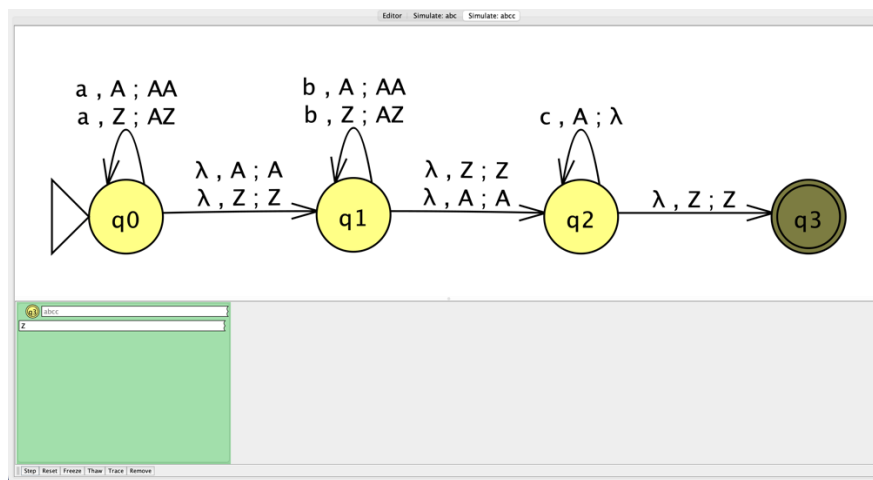 Editor Simulate: abc Simulate: abcc
a , A ; AA
a , Z ; AZ
b , A ; AA
b , Z ; AZ
c , A ; λ
λ , A ; A
λ , Z ; Z
λ , Z ; Z
λ , A ; A
λ , Z ; Z
q0
q1
q2
q3
q3 abcc
Z
Step Reset Freeze Thaw Trace Remove